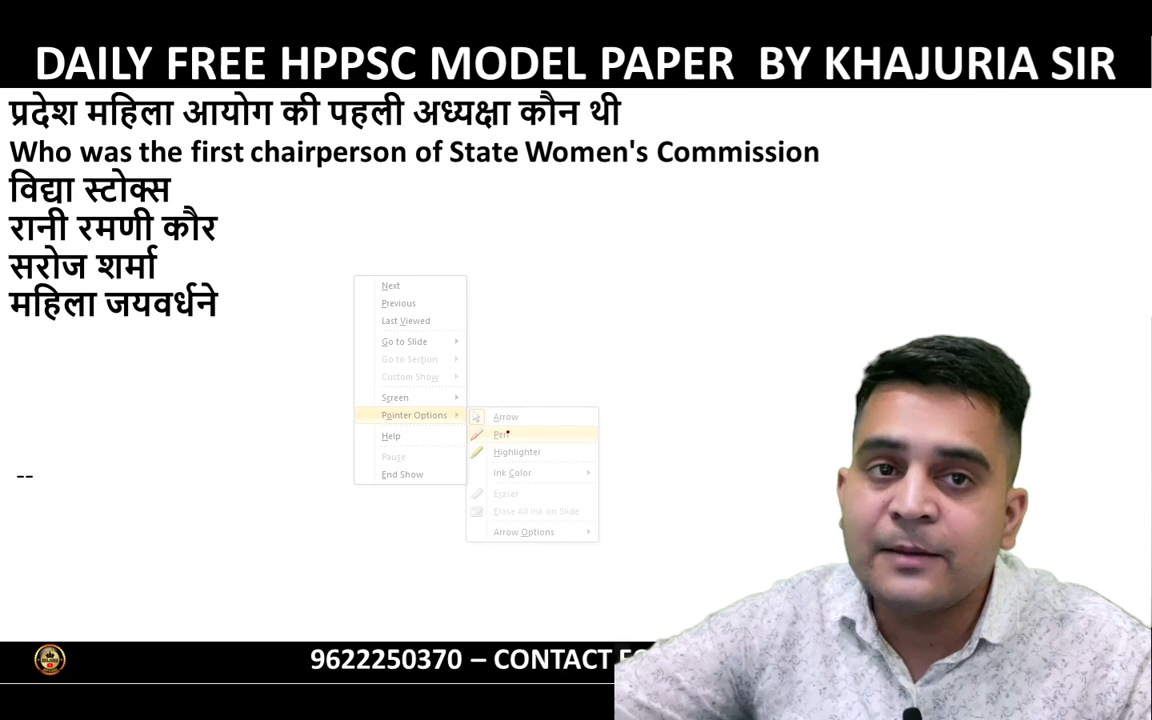 DAILY FREE HPPSC MODEL PAPER BY KHAJURIA SIR
प्रदेश महिला आयोग की पहली अध्यक्षा कौन थी
Who was the first chairperson of State Women's Commission
विद्या स्टोक्स
रानी रमणी कौर
सरोज शर्मा
महिला जयवर्धने
Next
Previous
Last Viewed
Go to Slide
Go to Section
Custom Show
Screen
Pointer Options
Help
Pause
End Show
Arrow
Pen
Highlighter
Ink Color
Eraser
Erase All Ink on Slide
Arrow Options
--
9622250370 – CONTACT